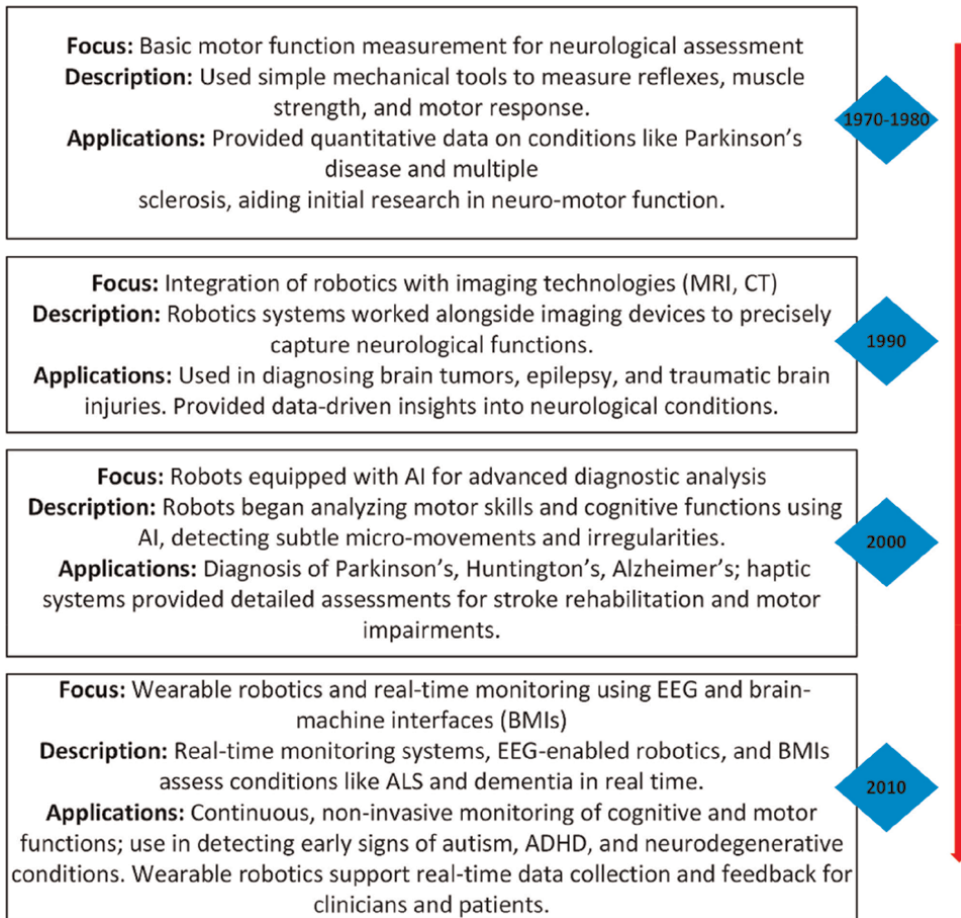 Focus: Basic motor function measurement for neurological assessment
Description: Used simple mechanical tools to measure reflexes, muscle
strength, and motor response.
Applications: Provided quantitative data on conditions like Parkinson’s
disease and multiple
sclerosis, aiding initial research in neuro-motor function.
1970-1980
Focus: Integration of robotics with imaging technologies (MRI, CT)
Description: Robotics systems worked alongside imaging devices to precisely
capture neurological functions.
Applications: Used in diagnosing brain tumors, epilepsy, and traumatic brain
injuries. Provided data-driven insights into neurological conditions.
1990
Focus: Robots equipped with AI for advanced diagnostic analysis
Description: Robots began analyzing motor skills and cognitive functions using
AI, detecting subtle micro-movements and irregularities.
Applications: Diagnosis of Parkinson’s, Huntington’s, Alzheimer’s; haptic
systems provided detailed assessments for stroke rehabilitation and motor
impairments.
2000
Focus: Wearable robotics and real-time monitoring using EEG and brain-
machine interfaces (BMIs)
Description: Real-time monitoring systems, EEG-enabled robotics, and BMIs
assess conditions like ALS and dementia in real time.
Applications: Continuous, non-invasive monitoring of cognitive and motor
functions; use in detecting early signs of autism, ADHD, and neurodegenerative
conditions. Wearable robotics support real-time data collection and feedback for
clinicians and patients.
2010